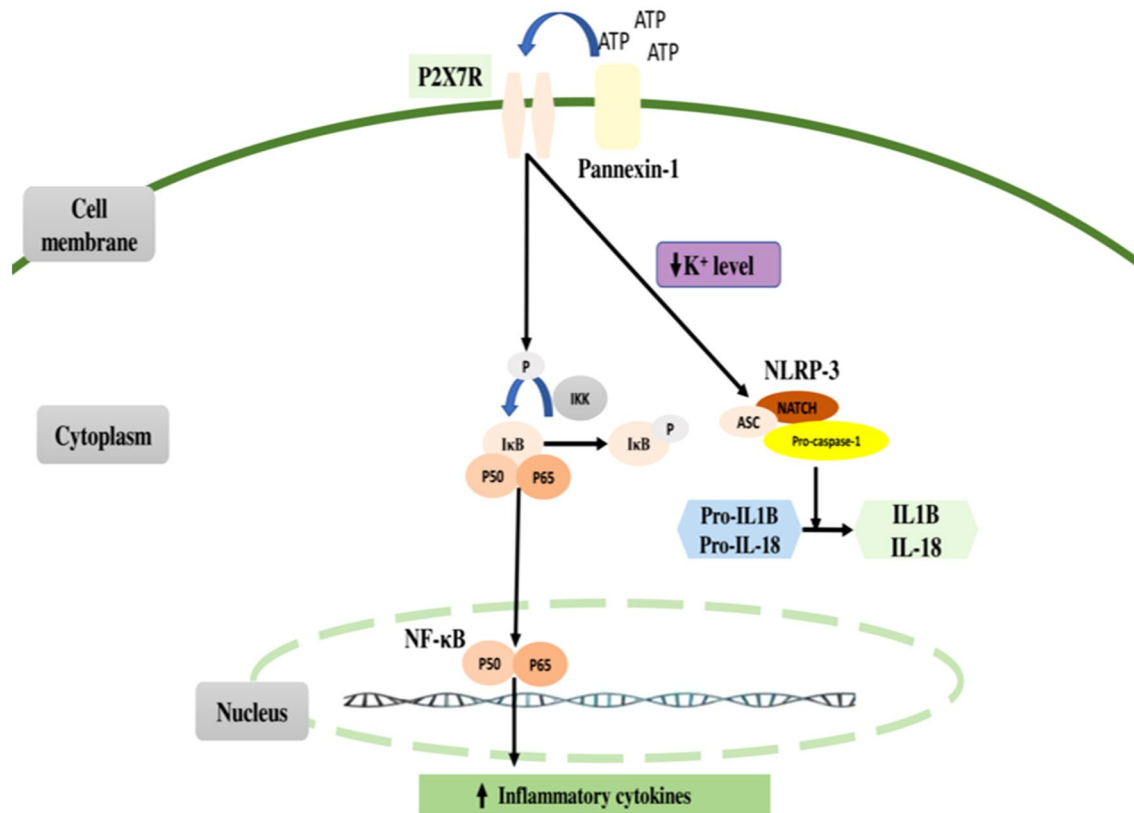 ATP
ATP
ATP
P2X7R
Pannexin-1
Cell
membrane
↓K⁺ level
P
IKK
NLRP-3
NATCH
ASC
Pro-caspase-1
Cytoplasm
IκB
IκB
P
P50
P65
Pro-IL1B
Pro-IL-18
IL1B
IL-18
NF-κB
P50
P65
Nucleus
↑ Inflammatory cytokines